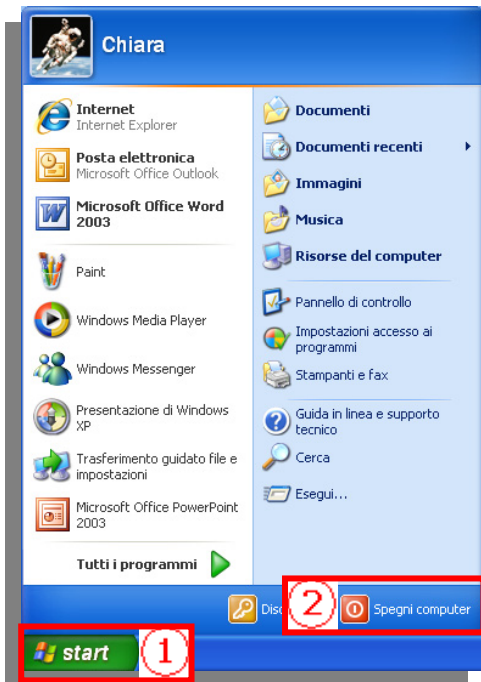 Chiara
Internet
Internet Explorer
Posta elettronica
Microsoft Office Outlook
Microsoft Office Word
2003
Paint
Windows Media Player
Windows Messenger
Presentazione di Windows
XP
Trasferimento guidato file e
impostazioni
Microsoft Office PowerPoint
2003
Tutti i programmi
Documenti
Documenti recenti
Immagini
Musica
Risorse del computer
Pannello di controllo
Impostazioni accesso ai
programmi
Stampanti e fax
Guida in linea e supporto
tecnico
Cerca
Esegui...
2 Spegni computer
start 1